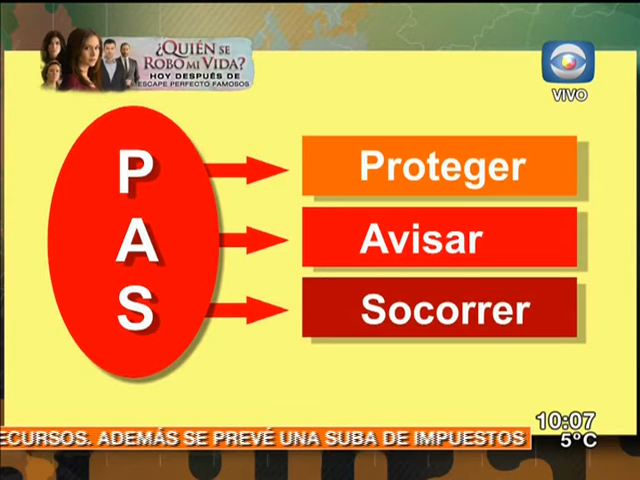 ¿QUIÉN SE
ROBO MI VIDA?
HOY DESPUÉS DE
ESCAPE PERFECTO FAMOSOS
VIVO
P
Proteger
A
Avisar
S
Socorrer
10:07
ECURSOS. ADEMÁS SE PREVÉ UNA SUBA DE IMPUESTOS
5°C